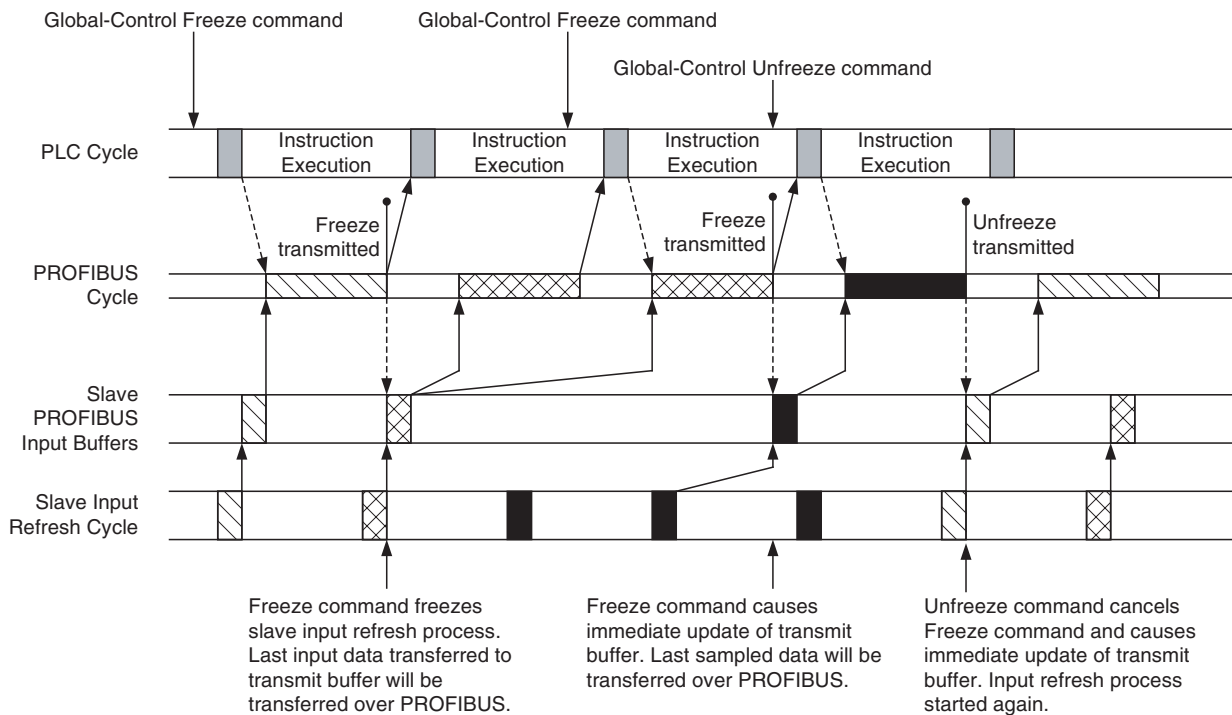 Global-Control Freeze command
Global-Control Freeze command
Global-Control Unfreeze command
PLC Cycle
Instruction
Execution
Instruction
Execution
Instruction
Execution
Instruction
Execution
Freeze
transmitted
Freeze
transmitted
Unfreeze
transmitted
PROFIBUS
Cycle
Slave
PROFIBUS
Input Buffers
Slave Input
Refresh Cycle
Freeze command freezes
slave input refresh process.
Last input data transferred to
transmit buffer will be
transferred over PROFIBUS.
Freeze command causes
immediate update of transmit
buffer. Last sampled data will be
transferred over PROFIBUS.
Unfreeze command cancels
Freeze command and causes
immediate update of transmit
buffer. Input refresh process
started again.